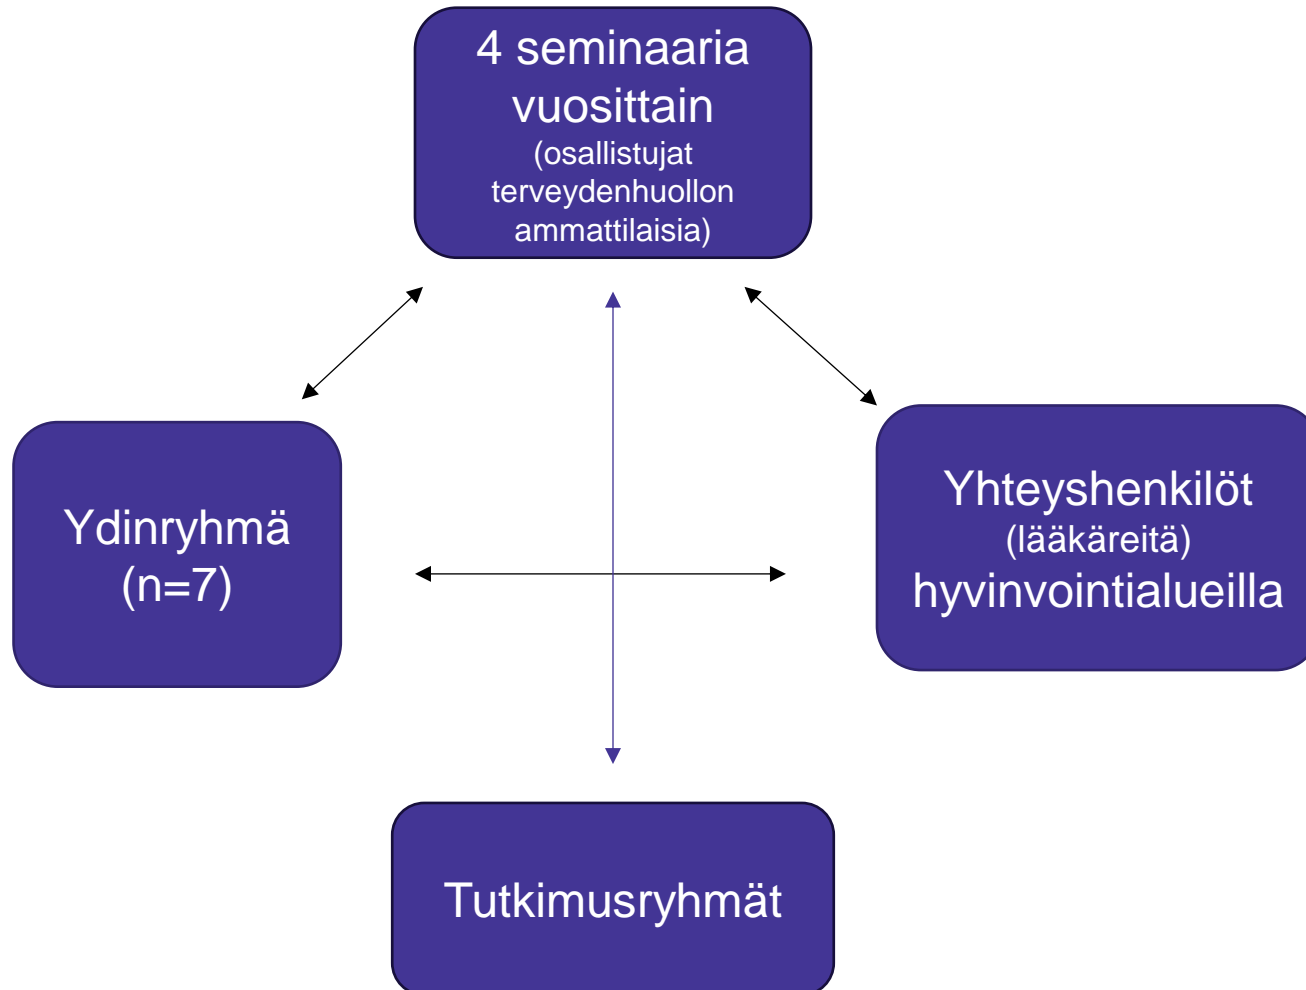 4 seminaaria
vuosittain
(osallistujat
terveydenhuollon
ammattilaisia)
Ydinryhmä
(n=7)
Yhteyshenkilöt
(lääkäreitä)
hyvinvointialueilla
Tutkimusryhmät